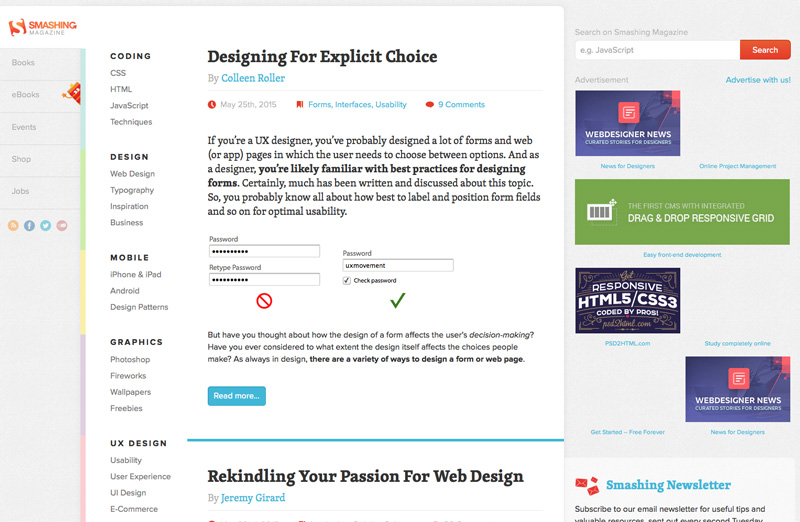 SMASHING
MAGAZINE
Books
eBooks
Events
Shop
Jobs
CODING
CSS
HTML
JavaScript
Techniques
DESIGN
Web Design
Typography
Inspiration
Business
MOBILE
iPhone & iPad
Android
Design Patterns
GRAPHICS
Photoshop
Fireworks
Wallpapers
Freebies
UX DESIGN
Usability
User Experience
UI Design
E-Commerce
Designing For Explicit Choice
By Colleen Roller
May 25th, 2015 Forms, Interfaces, Usability 9 Comments
If you’re a UX designer, you’ve probably designed a lot of forms and web
(or app) pages in which the user needs to choose between options. And as
a designer, you’re likely familiar with best practices for designing
forms. Certainly, much has been written and discussed about this topic.
So, you probably know all about how best to label and position form fields
and so on for optimal usability.
Password
Retype Password
Password
uxmovement
Check password
But have you thought about how the design of a form affects the user’s decision-making?
Have you ever considered to what extent the design itself affects the choices people
make? As always in design, there are a variety of ways to design a form or web page.
Read more...
Rekindling Your Passion For Web Design
By Jeremy Girard
Search on Smashing Magazine
e.g. JavaScript Search
Advertisement Advertise with us!
WEBDESIGNER NEWS
CURATED STORIES FOR DESIGNERS
News for Designers Online Project Management
THE FIRST CMS WITH INTEGRATED
DRAG & DROP RESPONSIVE GRID
Easy front-end development
Get
RESPONSIVE
HTML5/CSS3
CODED BY PROS!
psd2html.com
PSD2HTML.com Study completely online
WEBDESIGNER NEWS
CURATED STORIES FOR DESIGNERS
Get Started – Free Forever News for Designers
Smashing Newsletter
Subscribe to our email newsletter for useful tips and
valuable resources, sent out every second Tuesday